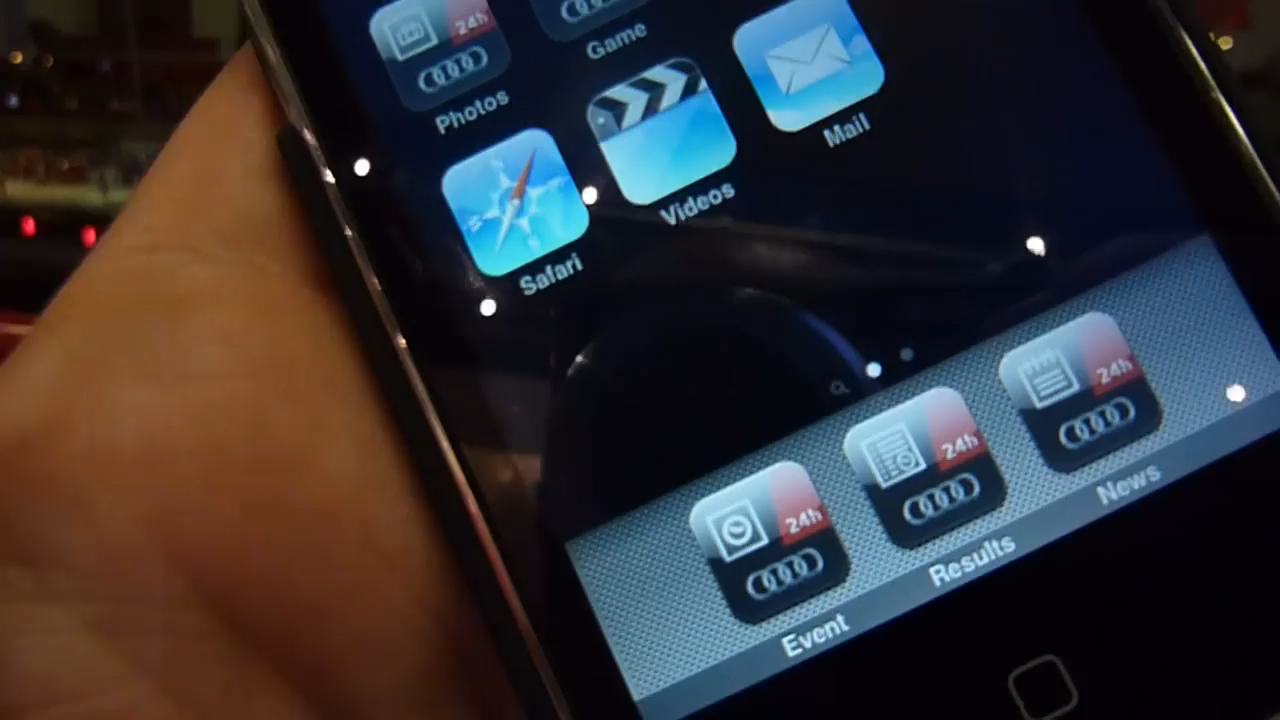 24h
Photos
Game
Mail
Videos
Safari
24h
News
24h
Results
24h
Event